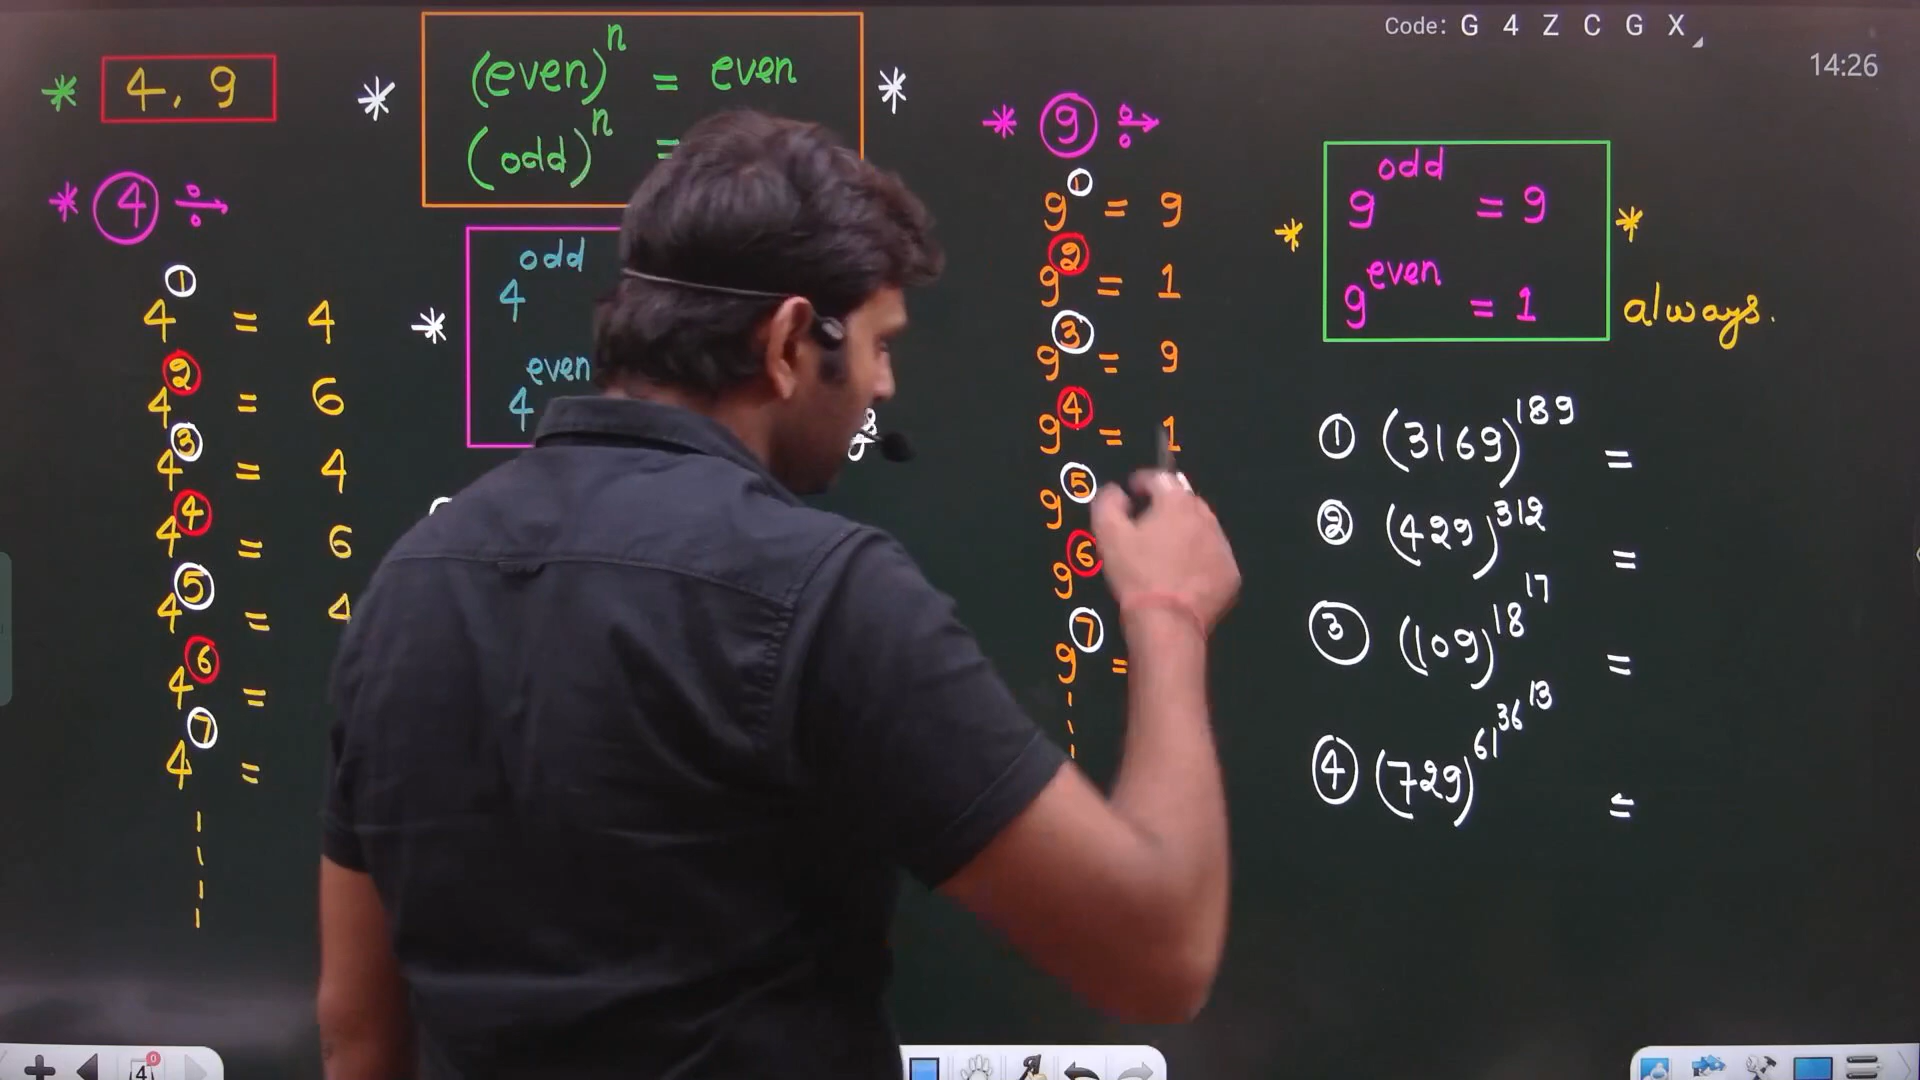 Code: G 4 Z C G X
14:26
* 4, 9
* (even)^n = even *
(odd)^n =
* 4 ÷→
4^1 = 4
4^2 = 6
4^3 = 4
4^4 = 6
4^5 = 4
4^6 =
4^7 =
* 4^odd
4^even
* 9 ÷→
9^1 = 9
9^2 = 1
9^3 = 9
9^4 = 1
9^5
9^6
9^7 =
* 9^odd = 9 *
9^even = 1 always.
① (3169)^189 =
② (429)^312 =
③ (109)^18^17 =
④ (729)^61^36^13 =
4
0